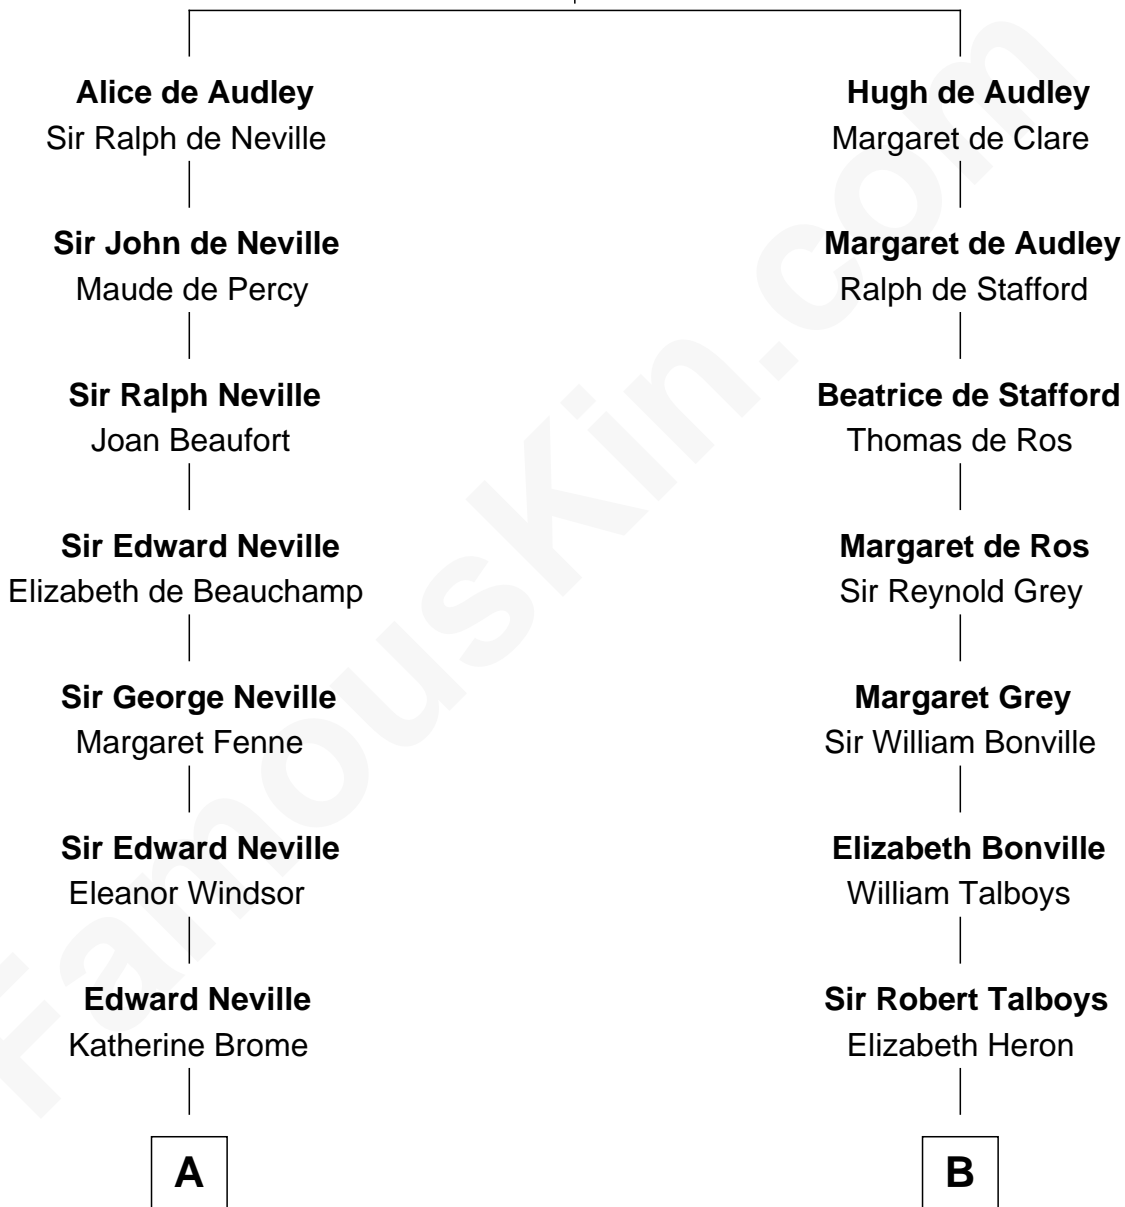 Alice de Audley
Sir Ralph de Neville
Sir John de Neville
Maude de Percy
Sir Ralph Neville
Joan Beaufort
Sir Edward Neville
Elizabeth de Beauchamp
Sir George Neville
Margaret Fenne
Sir Edward Neville
Eleanor Windsor
Edward Neville
Katherine Brome
A
Hugh de Audley
Margaret de Clare
Margaret de Audley
Ralph de Stafford
Beatrice de Stafford
Thomas de Ros
Margaret de Ros
Sir Reynold Grey
Margaret Grey
Sir William Bonville
Elizabeth Bonville
William Talboys
Sir Robert Talboys
Elizabeth Heron
B
FamousKin.com